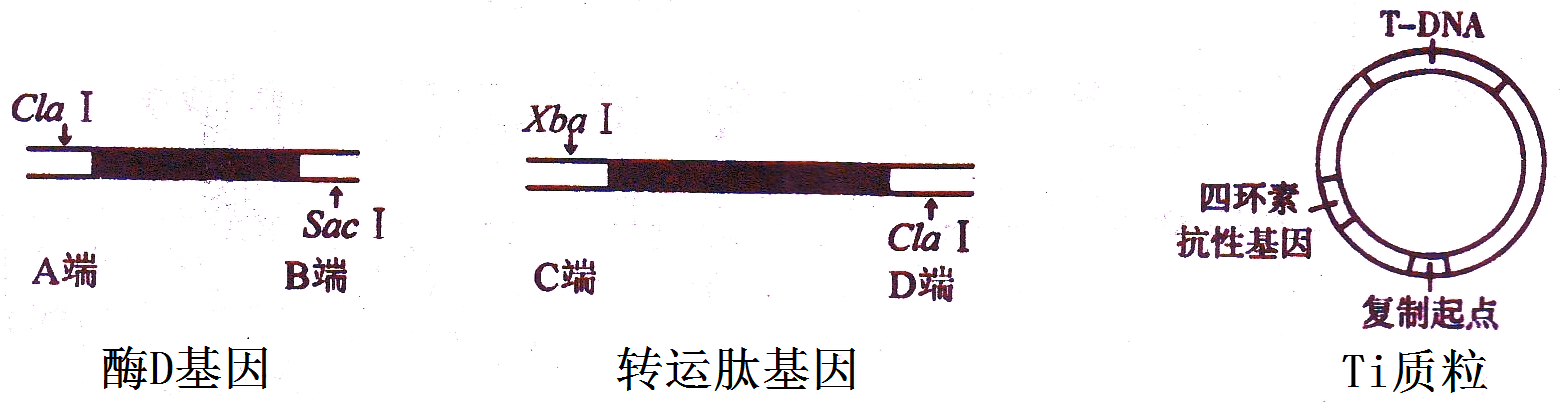 Cla Ⅰ
Sac Ⅰ
A端
B端
酶D基因
Xba Ⅰ
Cla Ⅰ
C端
D端
转运肽基因
T-DNA
四环素
抗性基因
复制起点
Ti质粒